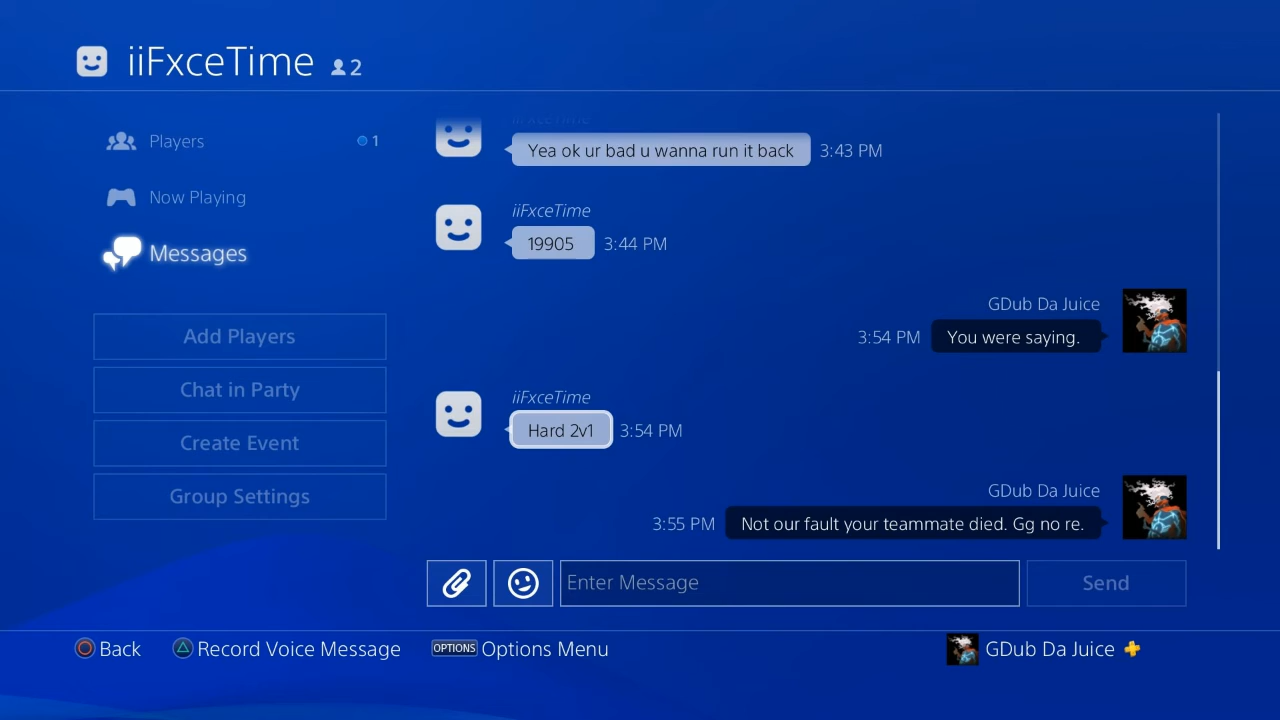 iiFxceTime 2
Players 1
iiFxceTime
Yea ok ur bad u wanna run it back 3:43 PM
Now Playing
iiFxceTime
19905 3:44 PM
Messages
GDub Da Juice
3:54 PM You were saying.
Add Players
Chat in Party
iiFxceTime
Hard 2v1 3:54 PM
Create Event
Group Settings
GDub Da Juice
3:55 PM Not our fault your teammate died. Gg no re.
Enter Message
Send
Back
Record Voice Message
OPTIONS Options Menu
GDub Da Juice